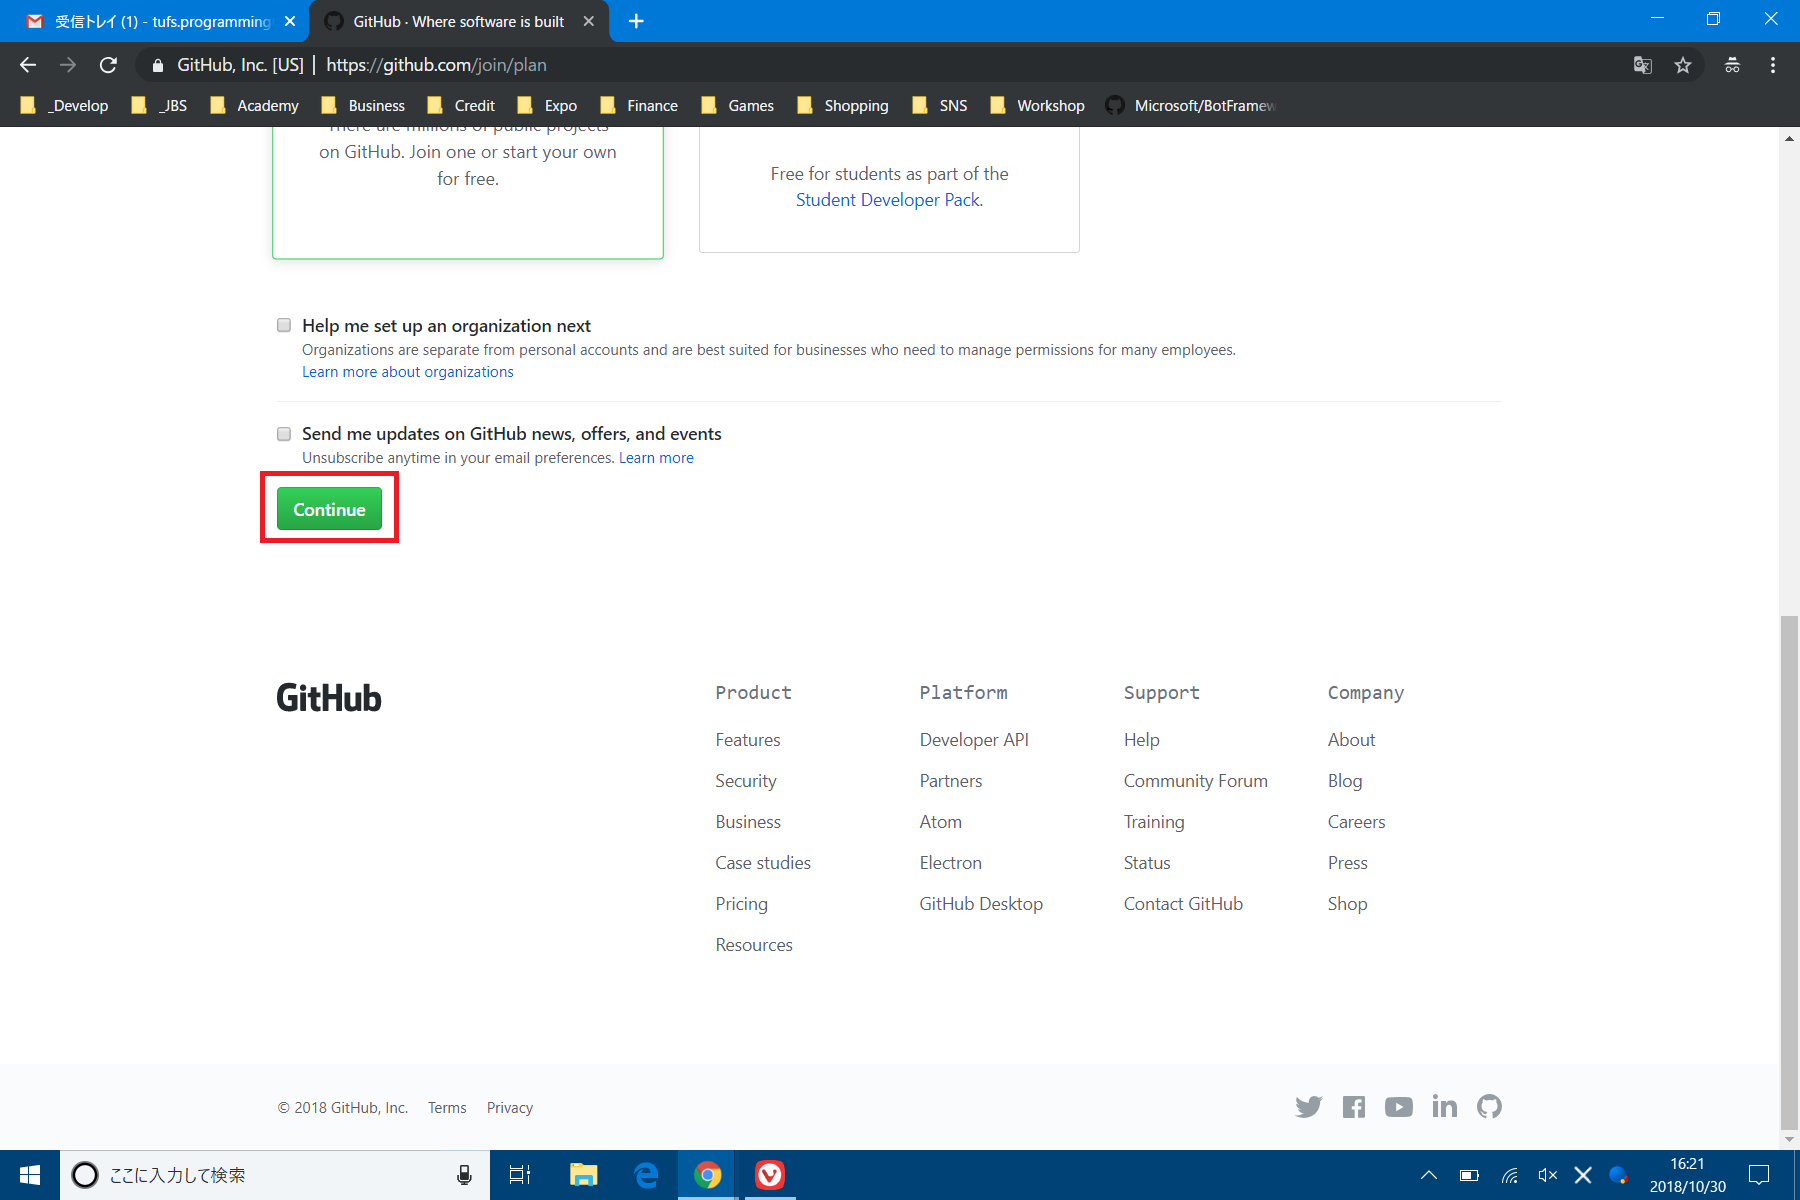 受信トレイ (1) - tufs.programming
GitHub · Where software is built
GitHub, Inc. [US] | https://github.com/join/plan
_Develop
_JBS
Academy
Business
Credit
Expo
Finance
Games
Shopping
SNS
Workshop
Microsoft/BotFramew
There are millions of public projects
on GitHub. Join one or start your own
for free.
Free for students as part of the
Student Developer Pack.
Help me set up an organization next
Organizations are separate from personal accounts and are best suited for businesses who need to manage permissions for many employees.
Learn more about organizations
Send me updates on GitHub news, offers, and events
Unsubscribe anytime in your email preferences. Learn more
Continue
GitHub
Product
Features
Security
Business
Case studies
Pricing
Resources
Platform
Developer API
Partners
Atom
Electron
GitHub Desktop
Support
Help
Community Forum
Training
Status
Contact GitHub
Company
About
Blog
Careers
Press
Shop
© 2018 GitHub, Inc. Terms Privacy
ここに入力して検索
16:21
2018/10/30